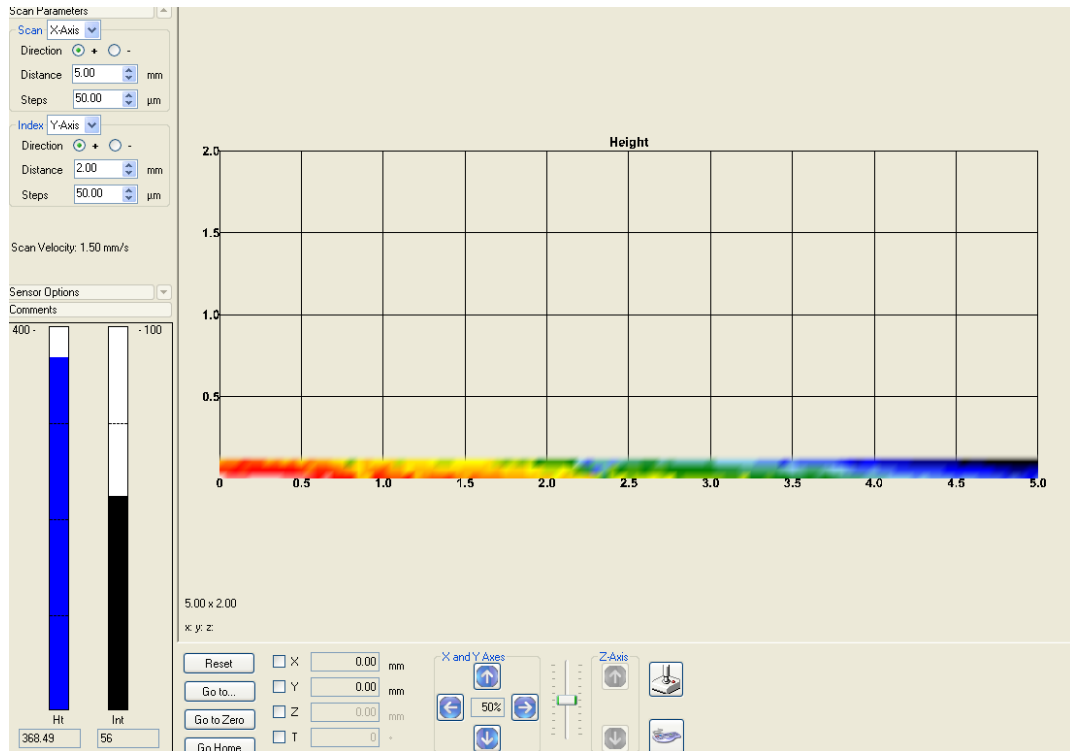 Scan Parameters
Scan X-Axis
Direction + -
Distance 5.00 mm
Steps 50.00 µm
Index Y-Axis
Direction + -
Distance 2.00 mm
Steps 50.00 µm
Scan Velocity: 1.50 mm/s
Sensor Options
Comments
400 - - 100
Ht Int
368.49 56
Height
2.0
1.5
1.0
0.5
0 0.5 1.0 1.5 2.0 2.5 3.0 3.5 4.0 4.5 5.0
5.00 x 2.00
x: y: z:
Reset X 0.00 mm
Go to... Y 0.00 mm
Go to Zero Z 0.00 mm
Go Home T 0 °
X and Y Axes
50%
Z-Axis